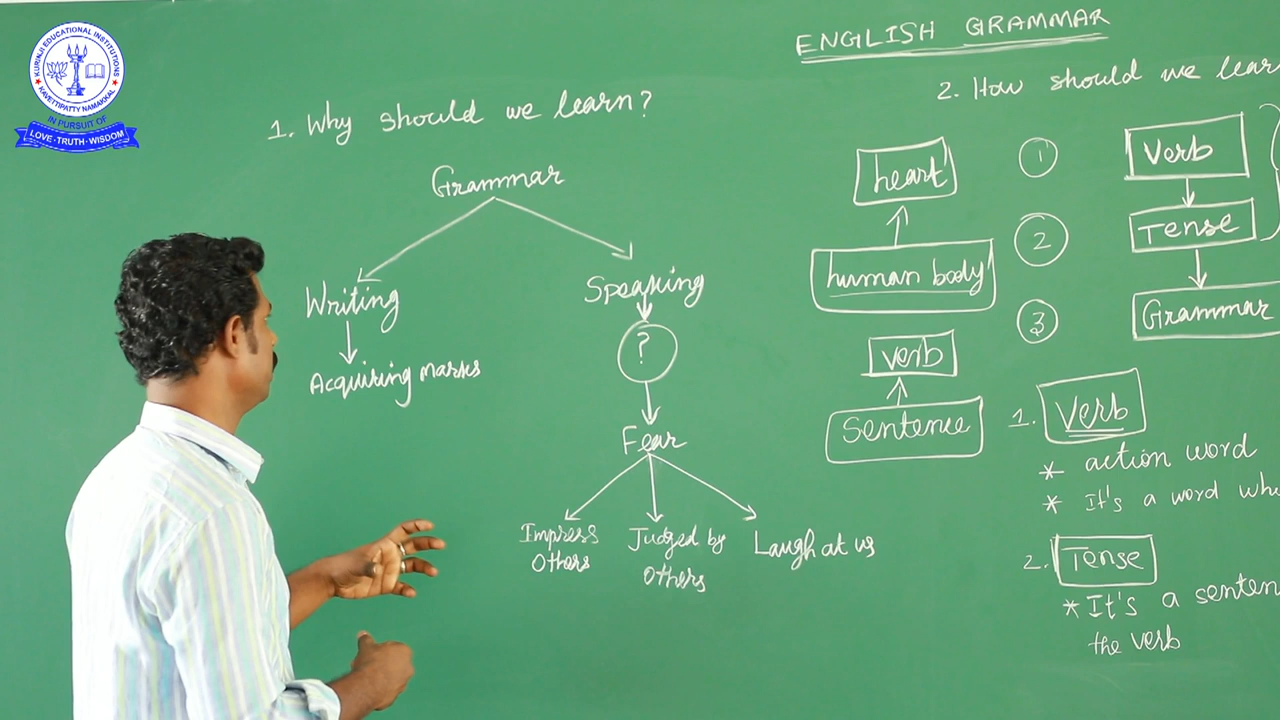 KURINJI EDUCATIONAL INSTITUTIONS
KAVETTIPATTY NAMAKKAL
IN PURSUIT OF
LOVE · TRUTH · WISDOM
ENGLISH GRAMMAR
1. Why should we learn?
Grammar
Writing
Acquiring marks
Speaking
?
Fear
Impress
Others
Judged by
Others
Laugh at us
2. How should we lear
heart
human body
verb
Sentence
1
2
3
Verb
Tense
Grammar
1. Verb
* action word
* It's a word whe
2. Tense
* It's a senten
the verb